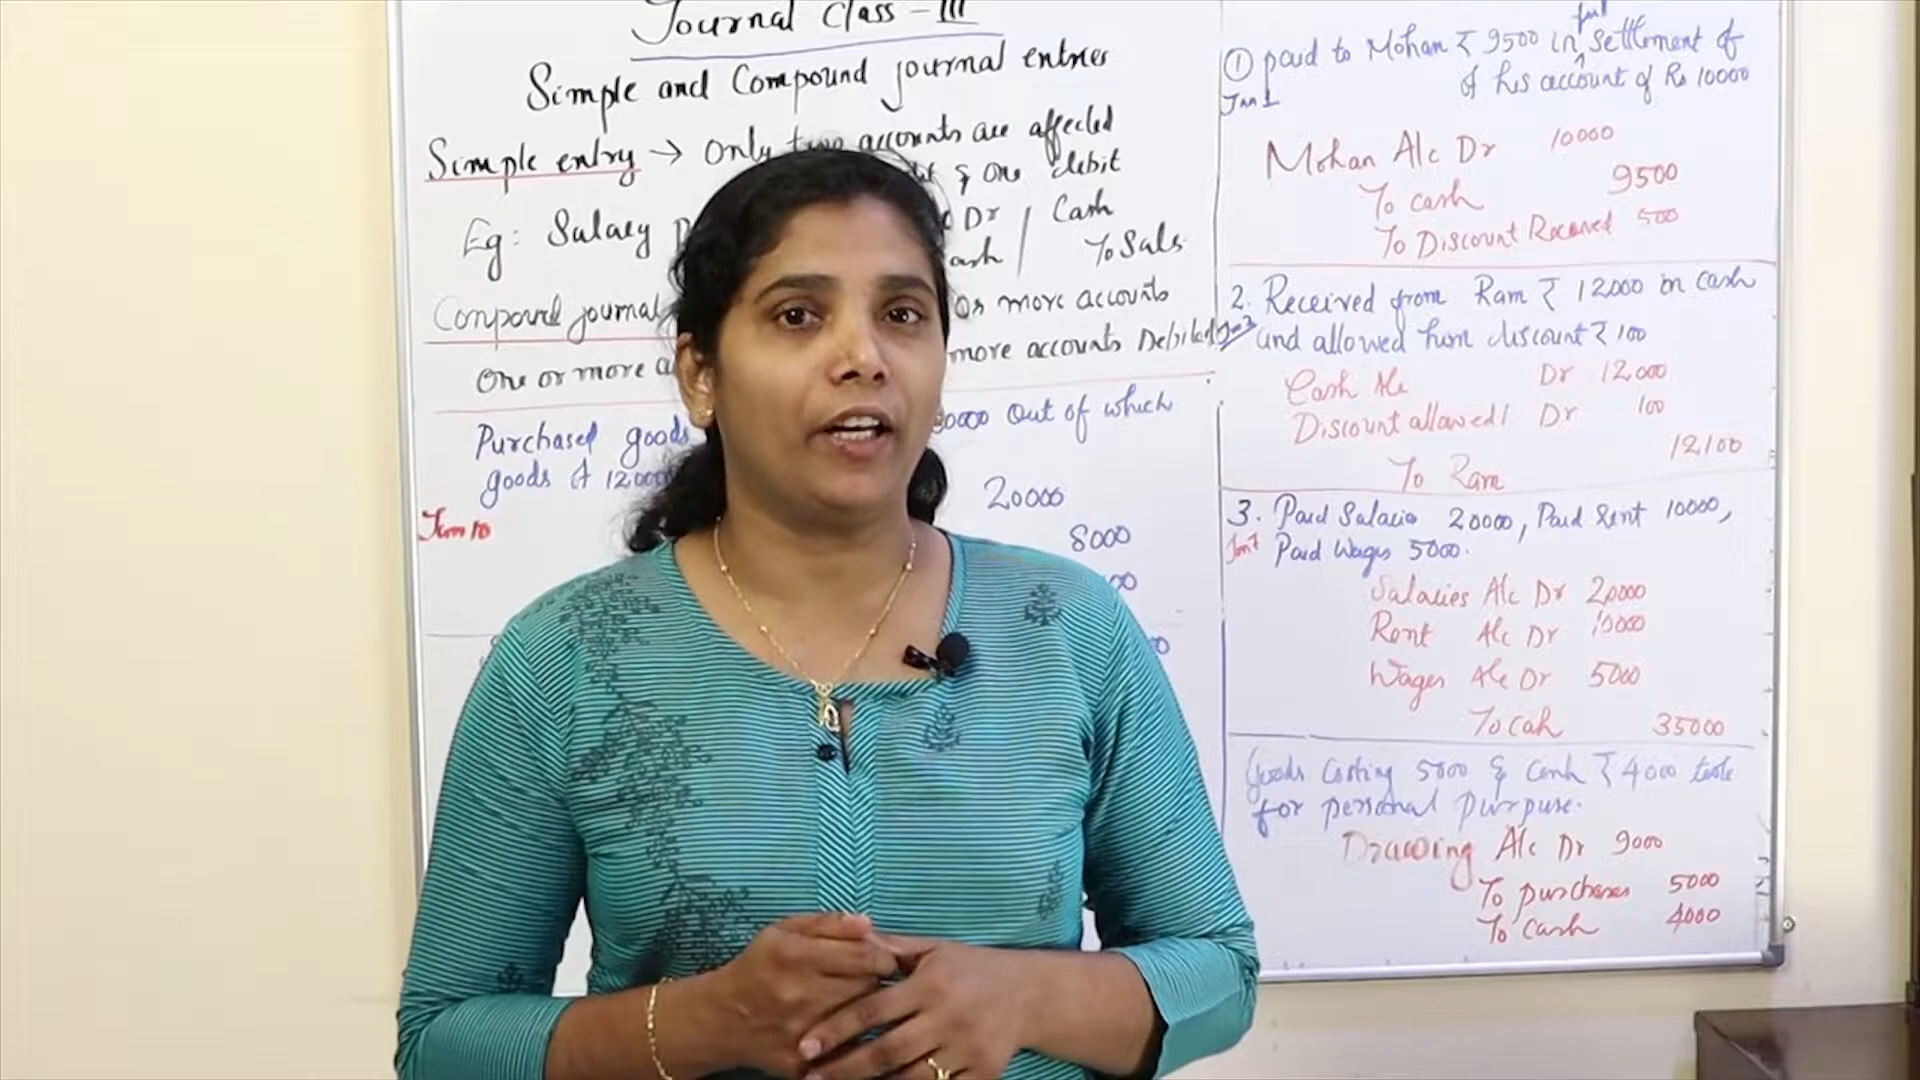 Journal Class - III
Simple and Compound journal entries
Simple entry → Only two accounts are affected
& One debit
Eg: Salary Dr / Cash
To Sals
Compound journal Or more accounts
One or more more accounts Debited
Purchased goods 0000 Out of which
goods of 12000 20000
Jan 10 8000
① paid to Mohan ₹ 9500 in full settlement of
Jan 1 of his account of Rs 10000
Mohan A/c Dr 10000
To cash 9500
To Discount Received 500
2. Received from Ram ₹ 12000 in cash
Jan 3 and allowed him discount ₹ 100
Cash A/c Dr 12000
Discount allowed Dr 100
12100
To Ram
3. Paid Salaries 20000, Paid Rent 10000,
Paid Wages 5000.
Salaries A/c Dr 20000
Rent A/c Dr 10000
Wages A/c Dr 5000
To cash 35000
Goods Costing 5000 & Cash ₹ 4000
for personal purpose.
Drawing A/c Dr 9000
To purchases 5000
To Cash 4000